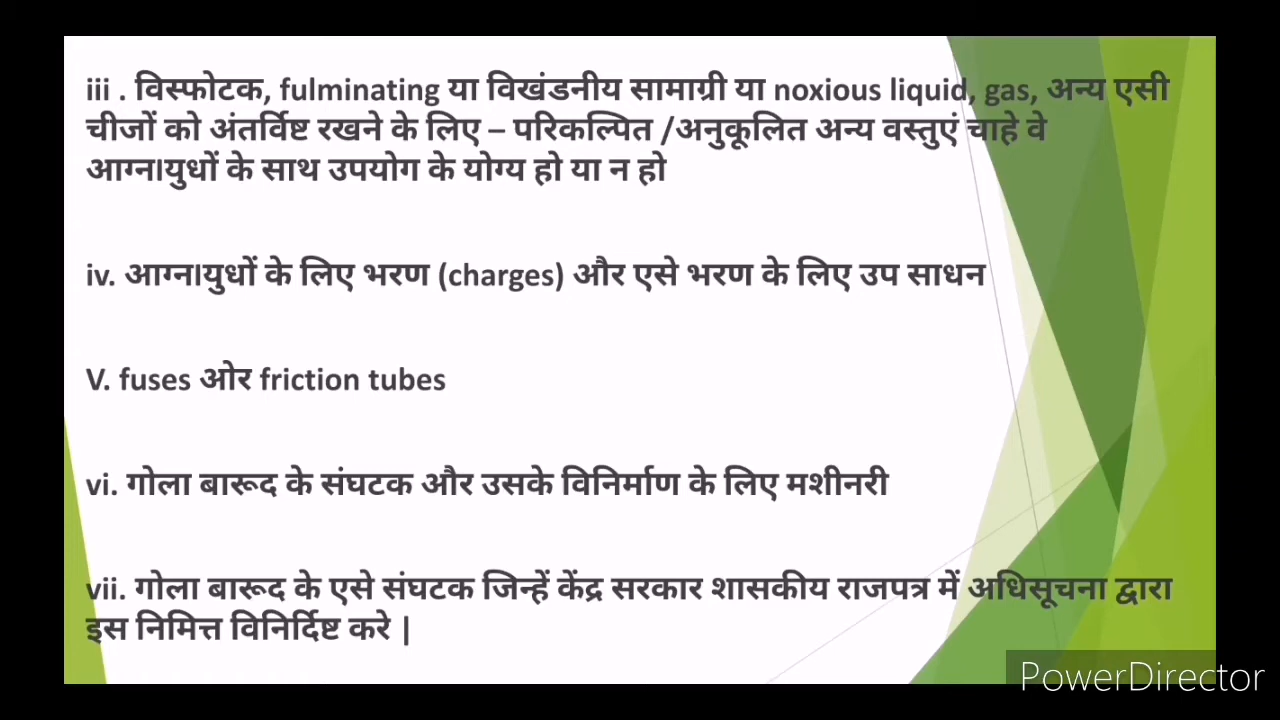 iii . विस्फोटक, fulminating या विखंडनीय सामाग्री या noxious liquid, gas, अन्य एसी
चीजों को अंतर्विष्ट रखने के लिए – परिकल्पित /अनुकूलित अन्य वस्तुएं चाहे वे
आग्नाियुधों के साथ उपयोग के योग्य हो या न हो
iv. आग्नाियुधों के लिए भरण (charges) और एसे भरण के लिए उप साधन
V. fuses ओर friction tubes
vi. गोला बारूद के संघटक और उसके विनिर्माण के लिए मशीनरी
vii. गोला बारूद के एसे संघटक जिन्हें केंद्र सरकार शासकीय राजपत्र में अधिसूचना द्वारा
इस निमित्त विनिर्दिष्ट करे |
PowerDirector